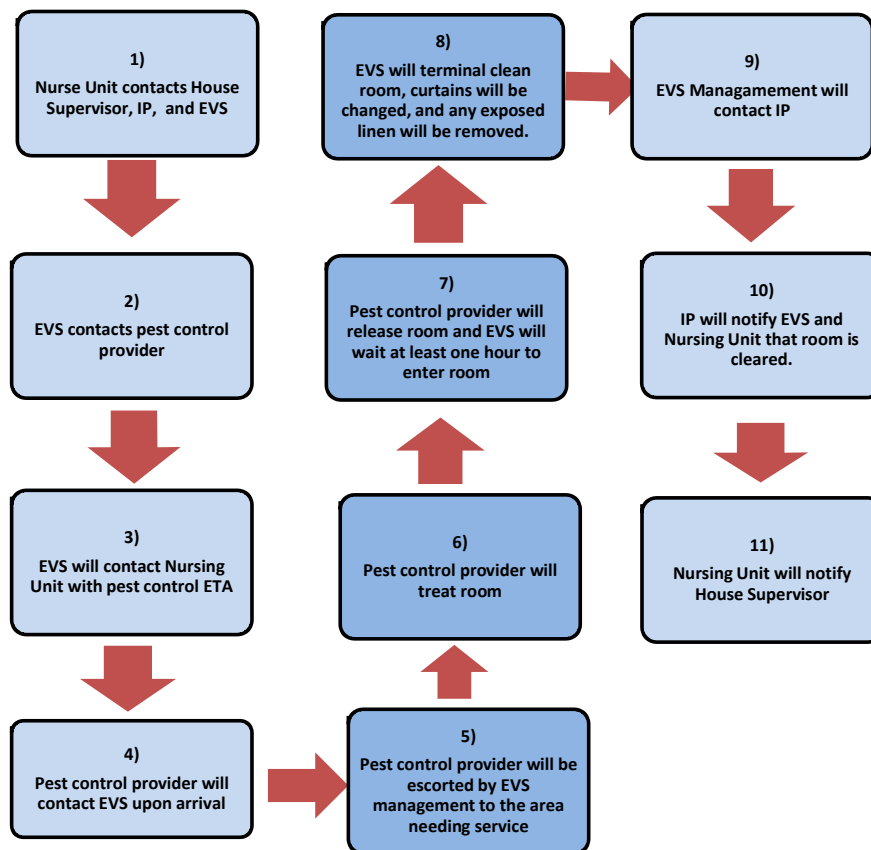 1)
Nurse Unit contacts House
Supervisor, IP, and EVS
2)
EVS contacts pest control
provider
3)
EVS will contact Nursing
Unit with pest control ETA
4)
Pest control provider will
contact EVS upon arrival
5)
Pest control provider will be
escorted by EVS
management to the area
needing service
6)
Pest control provider will
treat room
7)
Pest control provider will
release room and EVS will
wait at least one hour to
enter room
8)
EVS will terminal clean
room, curtains will be
changed, and any exposed
linen will be removed.
9)
EVS Managamement will
contact IP
10)
IP will notify EVS and
Nursing Unit that room is
cleared.
11)
Nursing Unit will notify
House Supervisor